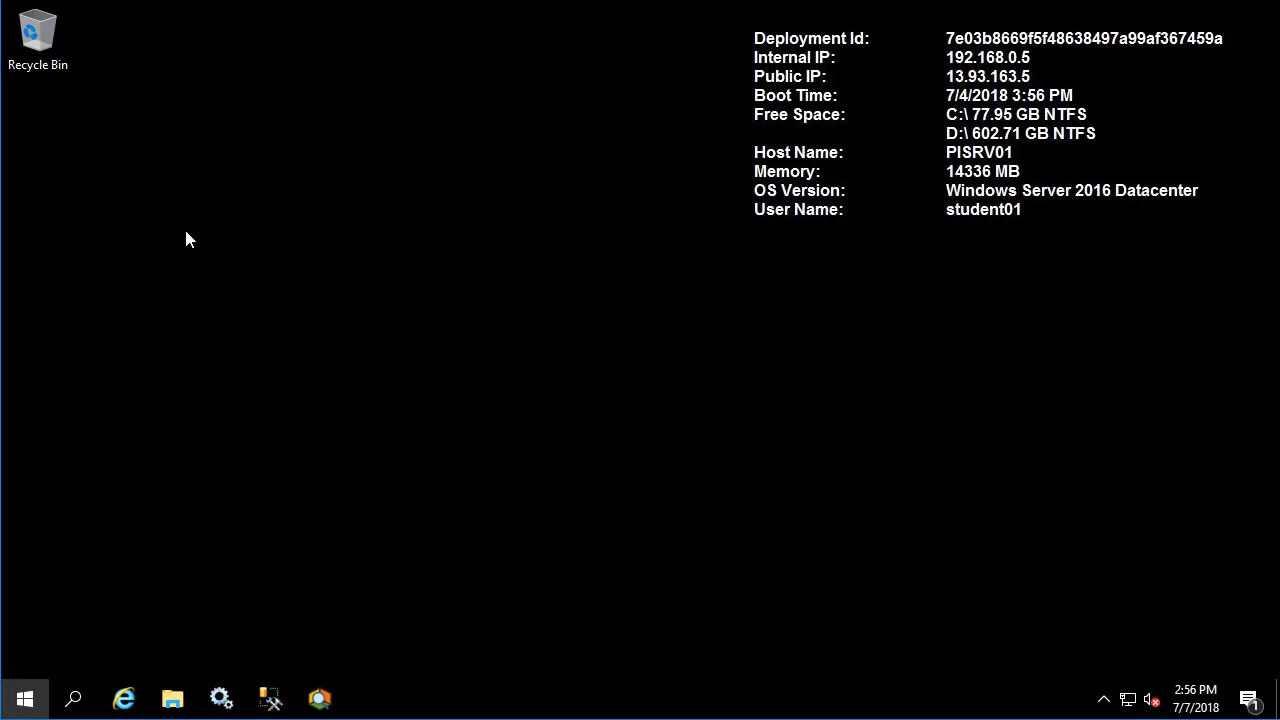 Recycle Bin
Deployment Id: 7e03b8669f5f48638497a99af367459a
Internal IP: 192.168.0.5
Public IP: 13.93.163.5
Boot Time: 7/4/2018 3:56 PM
Free Space: C:\ 77.95 GB NTFS
D:\ 602.71 GB NTFS
Host Name: PISRV01
Memory: 14336 MB
OS Version: Windows Server 2016 Datacenter
User Name: student01
2:56 PM
7/7/2018
1